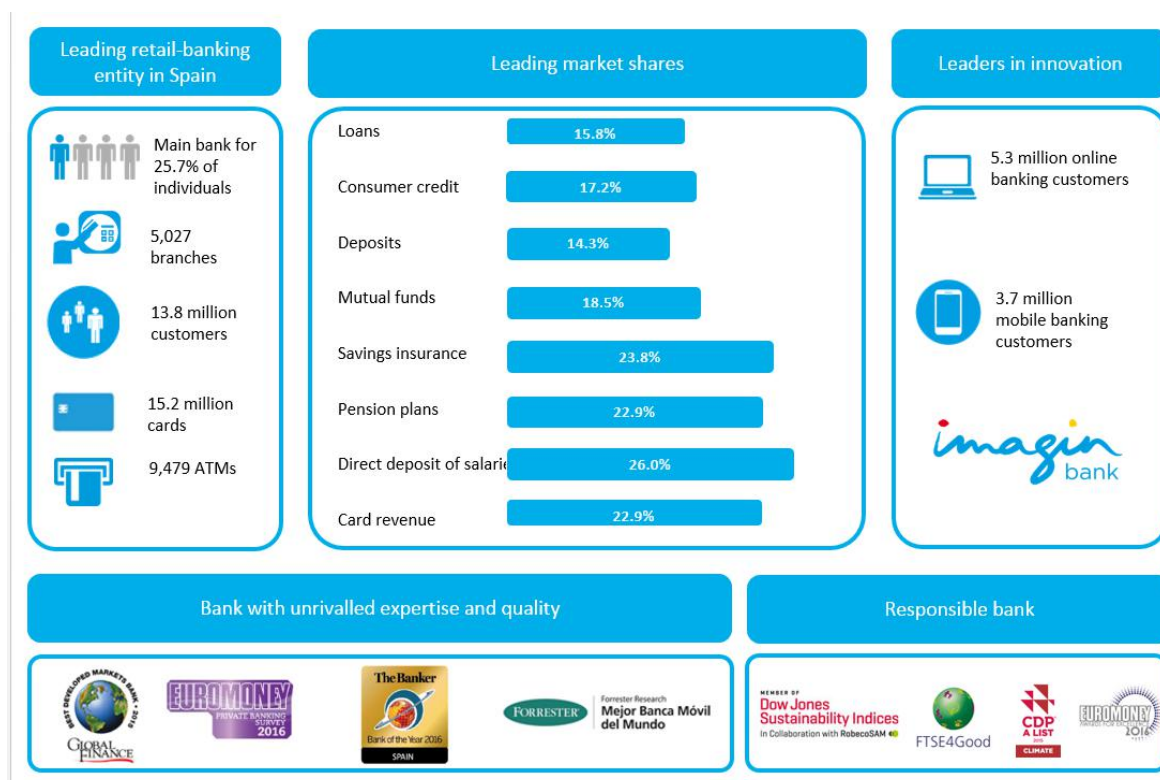 Leading retail-banking
entity in Spain
Main bank for
25.7% of
individuals
5,027
branches
13.8 million
customers
15.2 million
cards
9,479 ATMs
Leading market shares
Loans 15.8%
Consumer credit 17.2%
Deposits 14.3%
Mutual funds 18.5%
Savings insurance 23.8%
Pension plans 22.9%
Direct deposit of salarie 26.0%
Card revenue 22.9%
Leaders in innovation
5.3 million online
banking customers
3.7 million
mobile banking
customers
imagin
bank
Bank with unrivalled expertise and quality
BEST DEVELOPED MARKETS BANK • 2015
GLOBAL
FINANCE
EUROMONEY
PRIVATE BANKING
SURVEY
2016
The Banker
Bank of the Year 2016
SPAIN
FORRESTER
Forrester Research
Mejor Banca Móvil
del Mundo
Responsible bank
MEMBER OF
Dow Jones
Sustainability Indices
In Collaboration with RobecoSAM
FTSE4Good
CDP
A LIST
CLIMATE
EUROMONEY
2016